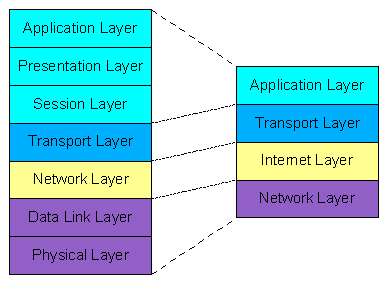 Application Layer
Presentation Layer
Session Layer
Transport Layer
Network Layer
Data Link Layer
Physical Layer
Application Layer
Transport Layer
Internet Layer
Network Layer